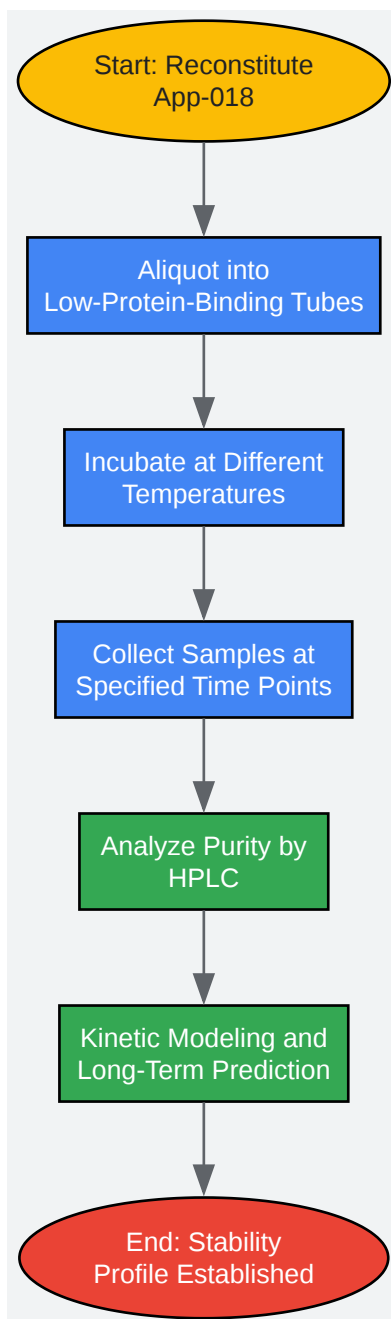 Start: Reconstitute
App-018
Aliquot into
Low-Protein-Binding Tubes
Incubate at Different
Temperatures
Collect Samples at
Specified Time Points
Analyze Purity by
HPLC
Kinetic Modeling and
Long-Term Prediction
End: Stability
Profile Established